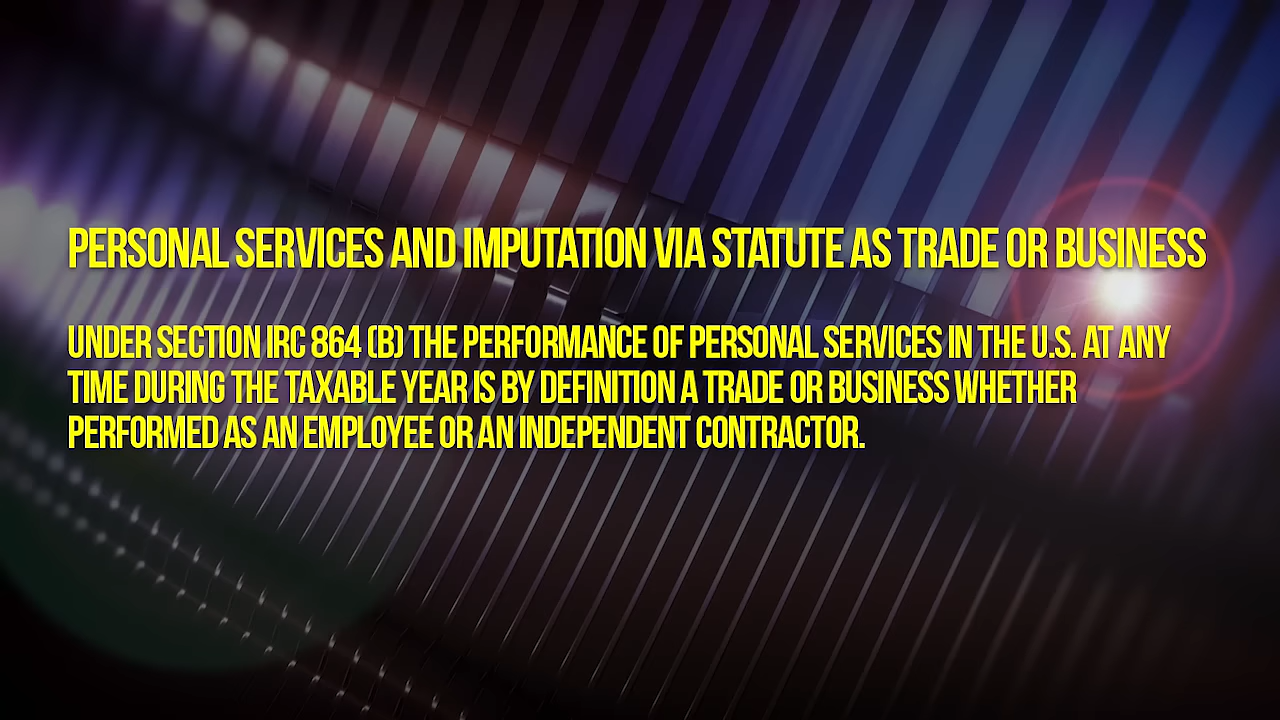 PERSONAL SERVICES AND IMPUTATION VIA STATUTE AS TRADE OR BUSINESS
UNDER SECTION IRC 864 (B) THE PERFORMANCE OF PERSONAL SERVICES IN THE U.S. AT ANY
TIME DURING THE TAXABLE YEAR IS BY DEFINITION A TRADE OR BUSINESS WHETHER
PERFORMED AS AN EMPLOYEE OR AN INDEPENDENT CONTRACTOR.